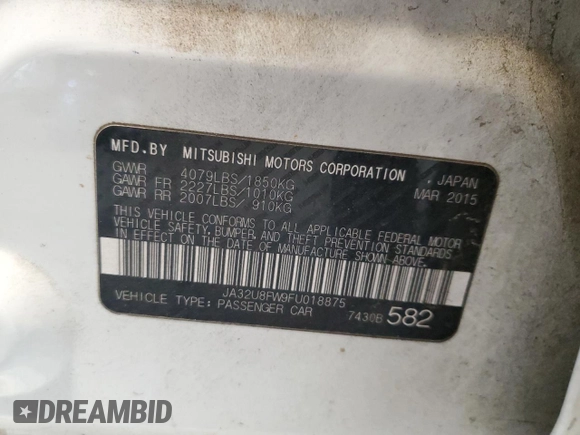 MFD.BY MITSUBISHI MOTORS CORPORATION JAPAN
GVWR 4079LBS/1850KG MAR 2015
GAWR FR 2227LBS/1010KG
GAWR RR 2007LBS/ 910KG
THIS VEHICLE CONFORMS TO ALL APPLICABLE FEDERAL MOTOR
VEHICLE SAFETY, BUMPER, AND THEFT PREVENTION STANDARDS
IN EFFECT ON THE DATE OF MANUFACTURE SHOWN ABOVE.
JA32U8FW9FU018875
VEHICLE TYPE: PASSENGER CAR 7430B 582
DREAMBID